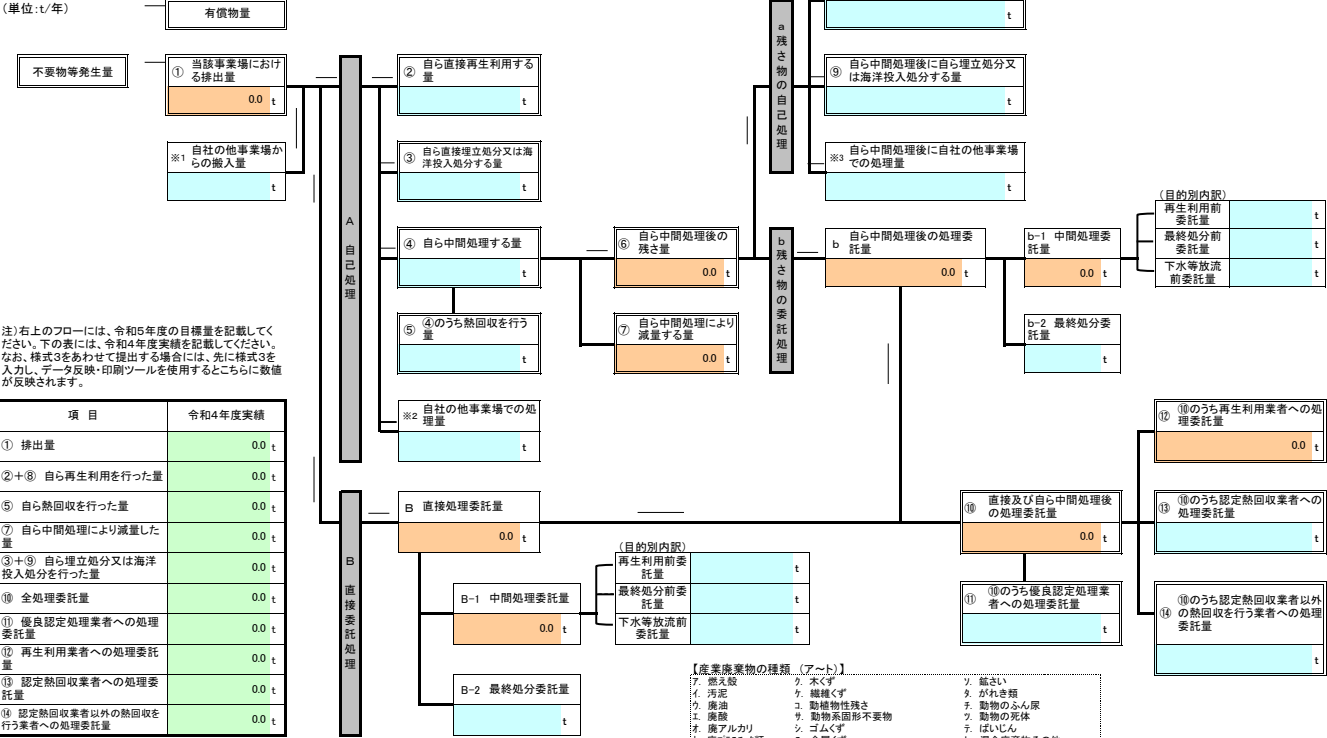 (単位:t/年)
有償物量
不要物等発生量
① 当該事業場におけ
る排出量
0.0 t
※1 自社の他事業場か
らの搬入量
t
A 自己処理
② 自ら直接再生利用する
量
t
③ 自ら直接埋立処分又は海
洋投入処分する量
t
④ 自ら中間処理する量
t
⑤ ④のうち熱回収を行う
量
t
※2 自社の他事業場での処
理量
t
⑥ 自ら中間処理後の
残さ量
0.0 t
⑦ 自ら中間処理により
減量する量
0.0 t
a 残さ物の自己処理
t
⑨ 自ら中間処理後に自ら埋立処分又
は海洋投入処分する量
t
※3 自ら中間処理後に自社の他事業場
での処理量
t
b 残さ物の委託処理
b 自ら中間処理後の処理委
託量
0.0 t
b-1 中間処理委
託量
0.0 t
(目的別内訳)
再生利用前
委託量 t
最終処分前
委託量 t
下水等放流
前委託量 t
b-2 最終処分委
託量
t
注)右上のフローには、令和5年度の目標量を記載してく
ださい。下の表には、令和4年度実績を記載してください。
なお、様式3をあわせて提出する場合には、先に様式3を
入力し、データ反映・印刷ツールを使用するとこちらに数値
が反映されます。
項 目 令和4年度実績
① 排出量 0.0 t
②+⑧ 自ら再生利用を行った量 0.0 t
⑤ 自ら熱回収を行った量 0.0 t
⑦ 自ら中間処理により減量した
量 0.0 t
③+⑨ 自ら埋立処分又は海洋
投入処分を行った量 0.0 t
⑩ 全処理委託量 0.0 t
⑪ 優良認定処理業者への処理
委託量 0.0 t
⑫ 再生利用業者への処理委託
量 0.0 t
⑬ 認定熱回収業者への処理委
託量 0.0 t
⑭ 認定熱回収業者以外の熱回収を
行う業者への処理委託量 0.0 t
B 直接委託処理
B 直接処理委託量
0.0 t
B-1 中間処理委託量
0.0 t
(目的別内訳)
再生利用前委
託量 t
最終処分前委
託量 t
下水等放流前
委託量 t
B-2 最終処分委託量
t
⑩ 直接及び自ら中間処理後
の処理委託量
0.0 t
⑪ ⑩のうち優良認定処理業
者への処理委託量
t
⑫ ⑩のうち再生利用業者への処
理委託量
0.0 t
⑬ ⑩のうち認定熱回収業者への
処理委託量
t
⑭ ⑩のうち認定熱回収業者以外
の熱回収を行う業者への処理
委託量
t
【産業廃棄物の種類 (ア~ト)】
ア. 燃え殻 ク. 木くず ソ. 鉱さい
イ. 汚泥 ケ. 繊維くず タ. がれき類
ウ. 廃油 コ. 動植物性残さ チ. 動物のふん尿
エ. 廃酸 サ. 動物系固形不要物 ツ. 動物の死体
オ. 廃アルカリ シ. ゴムくず テ. ばいじん